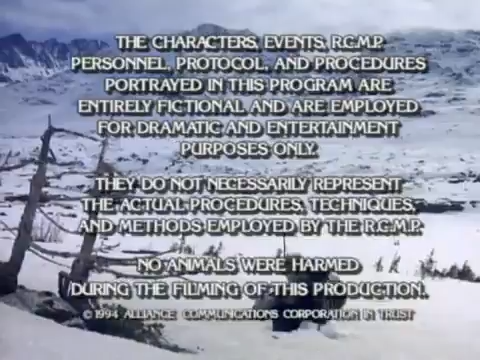 THE CHARACTERS, EVENTS, R.C.M.P.
PERSONNEL, PROTOCOL, AND PROCEDURES
PORTRAYED IN THIS PROGRAM ARE
ENTIRELY FICTIONAL AND ARE EMPLOYED
FOR DRAMATIC AND ENTERTAINMENT
PURPOSES ONLY.
THEY DO NOT NECESSARILY REPRESENT
THE ACTUAL PROCEDURES, TECHNIQUES,
AND METHODS EMPLOYED BY THE R.C.M.P.
NO ANIMALS WERE HARMED
DURING THE FILMING OF THIS PRODUCTION.
© 1994 ALLIANCE COMMUNICATIONS CORPORATION IN TRUST